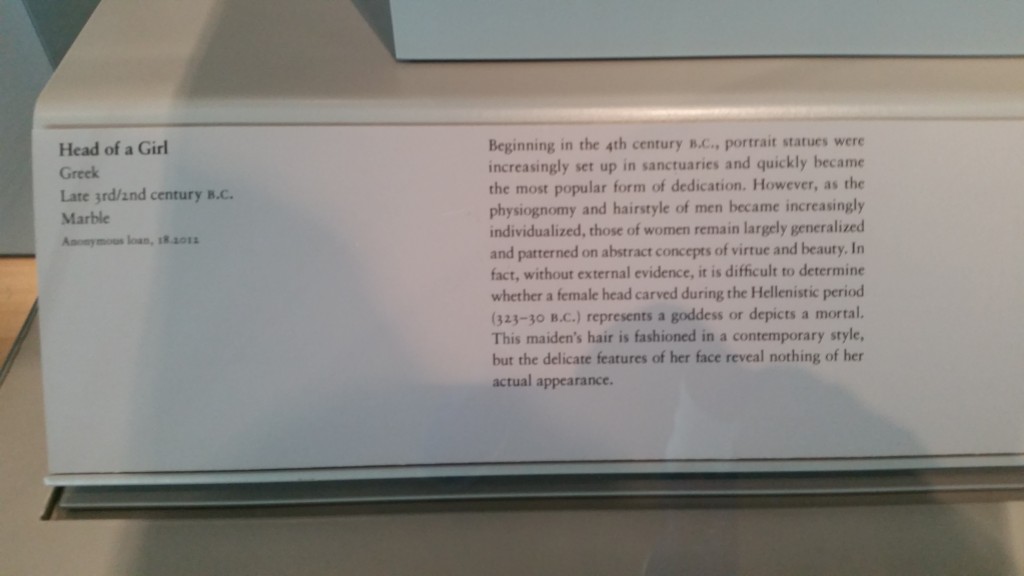 Head of a Girl
Greek
Late 3rd/2nd century B.C.
Marble
Anonymous loan, 18.2012
Beginning in the 4th century B.C., portrait statues were
increasingly set up in sanctuaries and quickly became
the most popular form of dedication. However, as the
physiognomy and hairstyle of men became increasingly
individualized, those of women remain largely generalized
and patterned on abstract concepts of virtue and beauty. In
fact, without external evidence, it is difficult to determine
whether a female head carved during the Hellenistic period
(323–30 B.C.) represents a goddess or depicts a mortal.
This maiden's hair is fashioned in a contemporary style,
but the delicate features of her face reveal nothing of her
actual appearance.